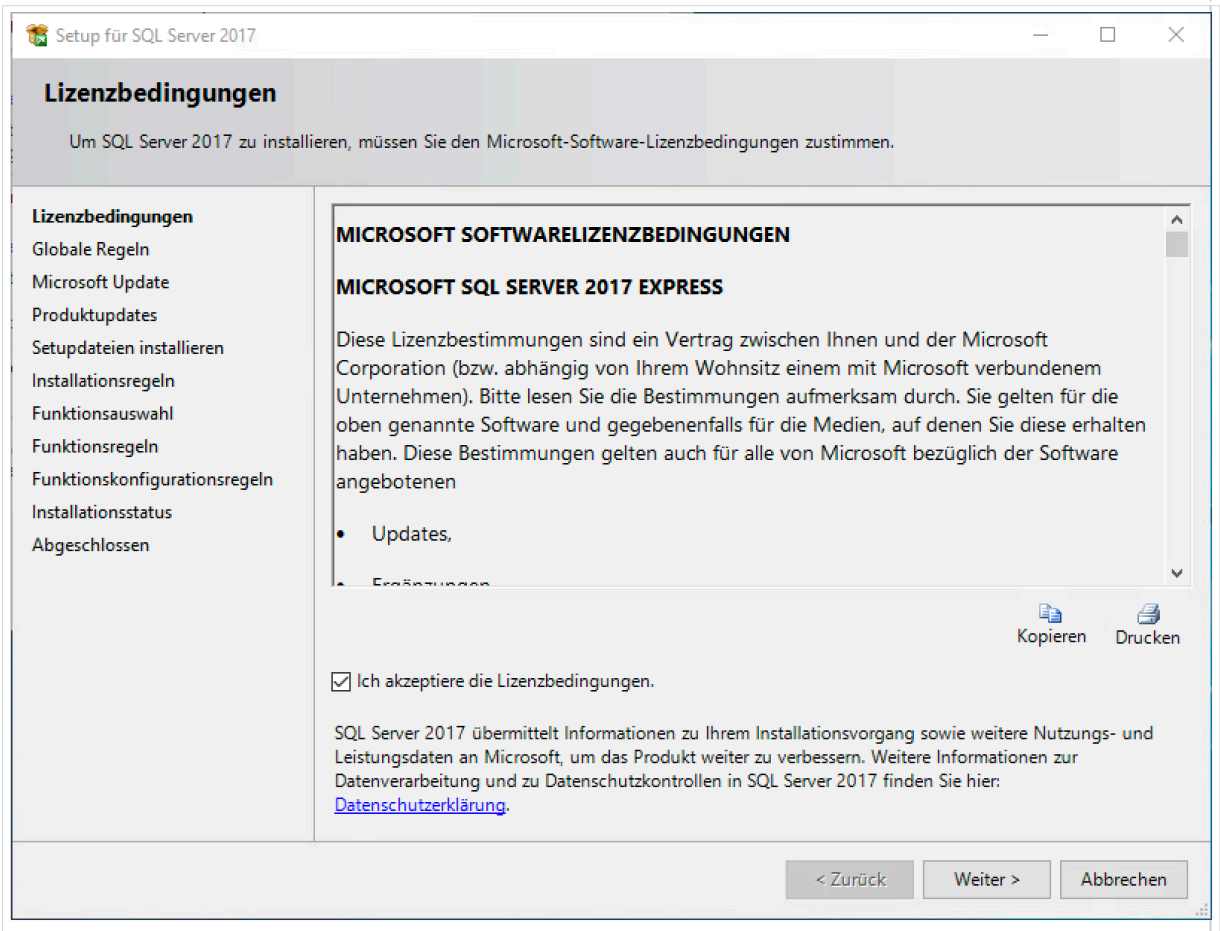 Setup für SQL Server 2017
Lizenzbedingungen
Um SQL Server 2017 zu installieren, müssen Sie den Microsoft-Software-Lizenzbedingungen zustimmen.
Lizenzbedingungen
Globale Regeln
Microsoft Update
Produktupdates
Setupdateien installieren
Installationsregeln
Funktionsauswahl
Funktionsregeln
Funktionskonfigurationsregeln
Installationsstatus
Abgeschlossen
MICROSOFT SOFTWARELIZENZBEDINGUNGEN
MICROSOFT SQL SERVER 2017 EXPRESS
Diese Lizenzbestimmungen sind ein Vertrag zwischen Ihnen und der Microsoft
Corporation (bzw. abhängig von Ihrem Wohnsitz einem mit Microsoft verbundenem
Unternehmen). Bitte lesen Sie die Bestimmungen aufmerksam durch. Sie gelten für die
oben genannte Software und gegebenenfalls für die Medien, auf denen Sie diese erhalten
haben. Diese Bestimmungen gelten auch für alle von Microsoft bezüglich der Software
angebotenen
• Updates,
• Ergänzungen
Kopieren Drucken
Ich akzeptiere die Lizenzbedingungen.
SQL Server 2017 übermittelt Informationen zu Ihrem Installationsvorgang sowie weitere Nutzungs- und
Leistungsdaten an Microsoft, um das Produkt weiter zu verbessern. Weitere Informationen zur
Datenverarbeitung und zu Datenschutzkontrollen in SQL Server 2017 finden Sie hier:
Datenschutzerklärung.
< Zurück Weiter > Abbrechen